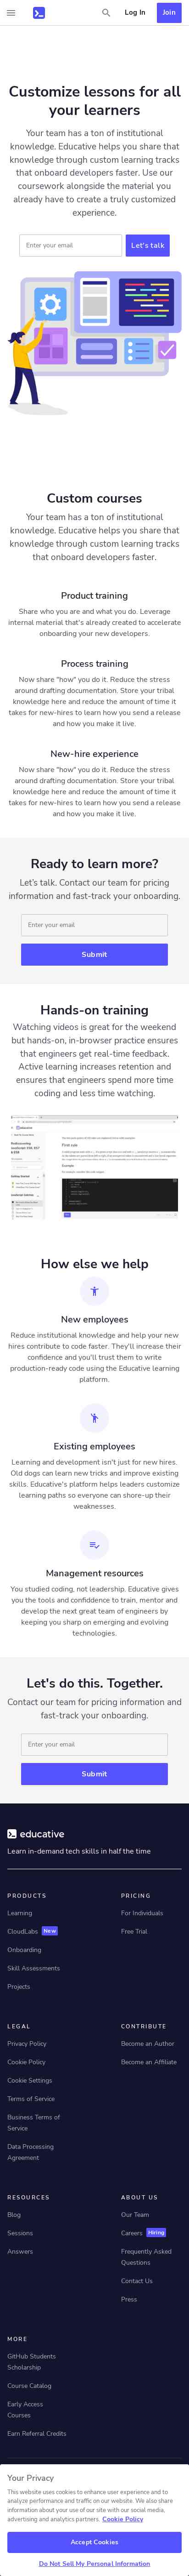 Log In
Join
Customize lessons for all
your learners
Your team has a ton of institutional
knowledge. Educative helps you share that
knowledge through custom learning tracks
that onboard developers faster. Use our
coursework alongside the material you
already have to create a truly customized
experience.
Enter your email
Let's talk
Custom courses
Your team has a ton of institutional
knowledge. Educative helps you share that
knowledge through custom learning tracks
that onboard developers faster.
Product training
Share who you are and what you do. Leverage
internal material that's already created to accelerate
onboarding your new developers.
Process training
Now share "how" you do it. Reduce the stress
around drafting documentation. Store your tribal
knowledge here and reduce the amount of time it
takes for new-hires to learn how you send a release
and how you make it live.
New-hire experience
Now share "how" you do it. Reduce the stress
around drafting documentation. Store your tribal
knowledge here and reduce the amount of time it
takes for new-hires to learn how you send a release
and how you make it live.
Ready to learn more?
Let's talk. Contact our team for pricing
information and fast-track your onboarding.
Enter your email
Submit
Hands-on training
Watching videos is great for the weekend
but hands-on, in-browser practice ensures
that engineers get real-time feedback.
Active learning increases retention and
ensures that engineers spend more time
coding and less time watching.
educative
How else we help
New employees
Reduce institutional knowledge and help your new
hires contribute to code faster. They'll increase their
confidence and you'll trust them to write
production-ready code using the Educative learning
platform.
Existing employees
Learning and development isn't just for new hires.
Old dogs can learn new tricks and improve existing
skills. Educative's platform helps leaders customize
learning paths so everyone can shore-up their
weaknesses.
Management resources
You studied coding, not leadership. Educative gives
you the tools and confidence to train, mentor and
develop the next great team of engineers by
keeping you sharp on emerging and evolving
technologies.
Let's do this. Together.
Contact our team for pricing information and
fast-track your onboarding.
Enter your email
Submit
educative
Learn in-demand tech skills in half the time
PRODUCTS
Learning
CloudLabs New
Onboarding
Skill Assessments
Projects
PRICING
For Individuals
Free Trial
LEGAL
Privacy Policy
Cookie Policy
Cookie Settings
Terms of Service
Business Terms of
Service
Data Processing
Agreement
CONTRIBUTE
Become an Author
Become an Affiliate
RESOURCES
Blog
Sessions
Answers
ABOUT US
Our Team
Careers Hiring
Frequently Asked
Questions
Contact Us
Press
MORE
GitHub Students
Scholarship
Course Catalog
Early Access
Courses
Earn Referral Credits
Your Privacy
This website uses cookies to enhance user experience and to
analyze performance and traffic on our website. We also share
information about your use of our site with our social media,
advertising and analytics partners. Cookie Policy
Accept Cookies
Do Not Sell My Personal Information